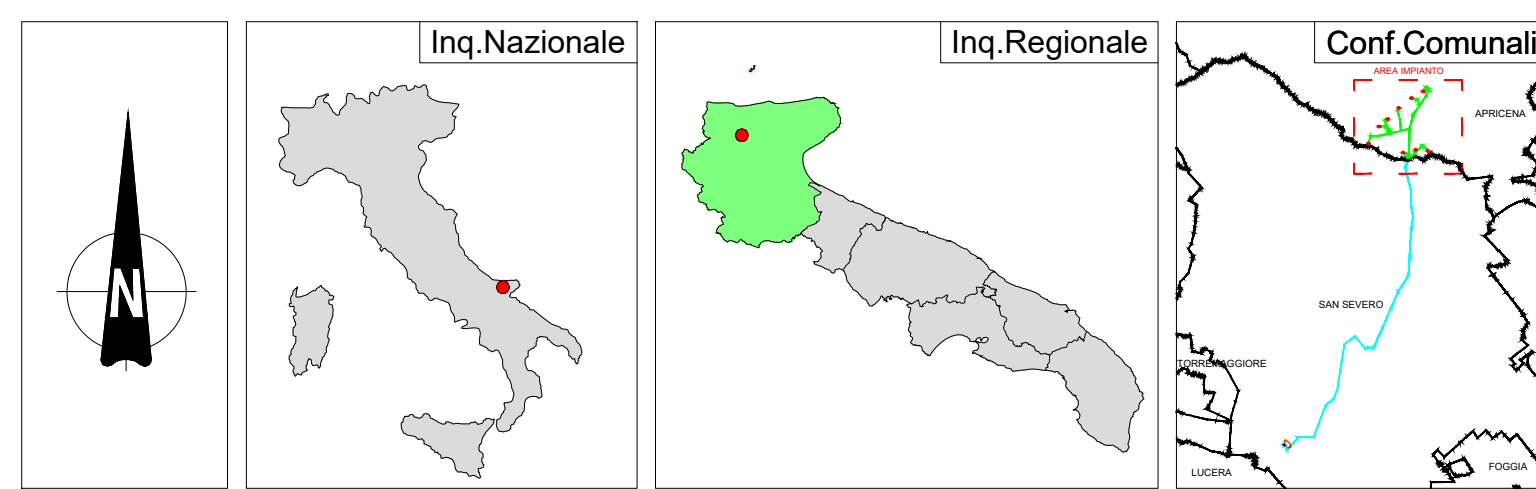 N
Inq.Nazionale
Inq.Regionale
Conf.Comunali
AREA IMPIANTO
APRICENA
SAN SEVERO
TORREMAGGIORE
LUCERA
FOGGIA